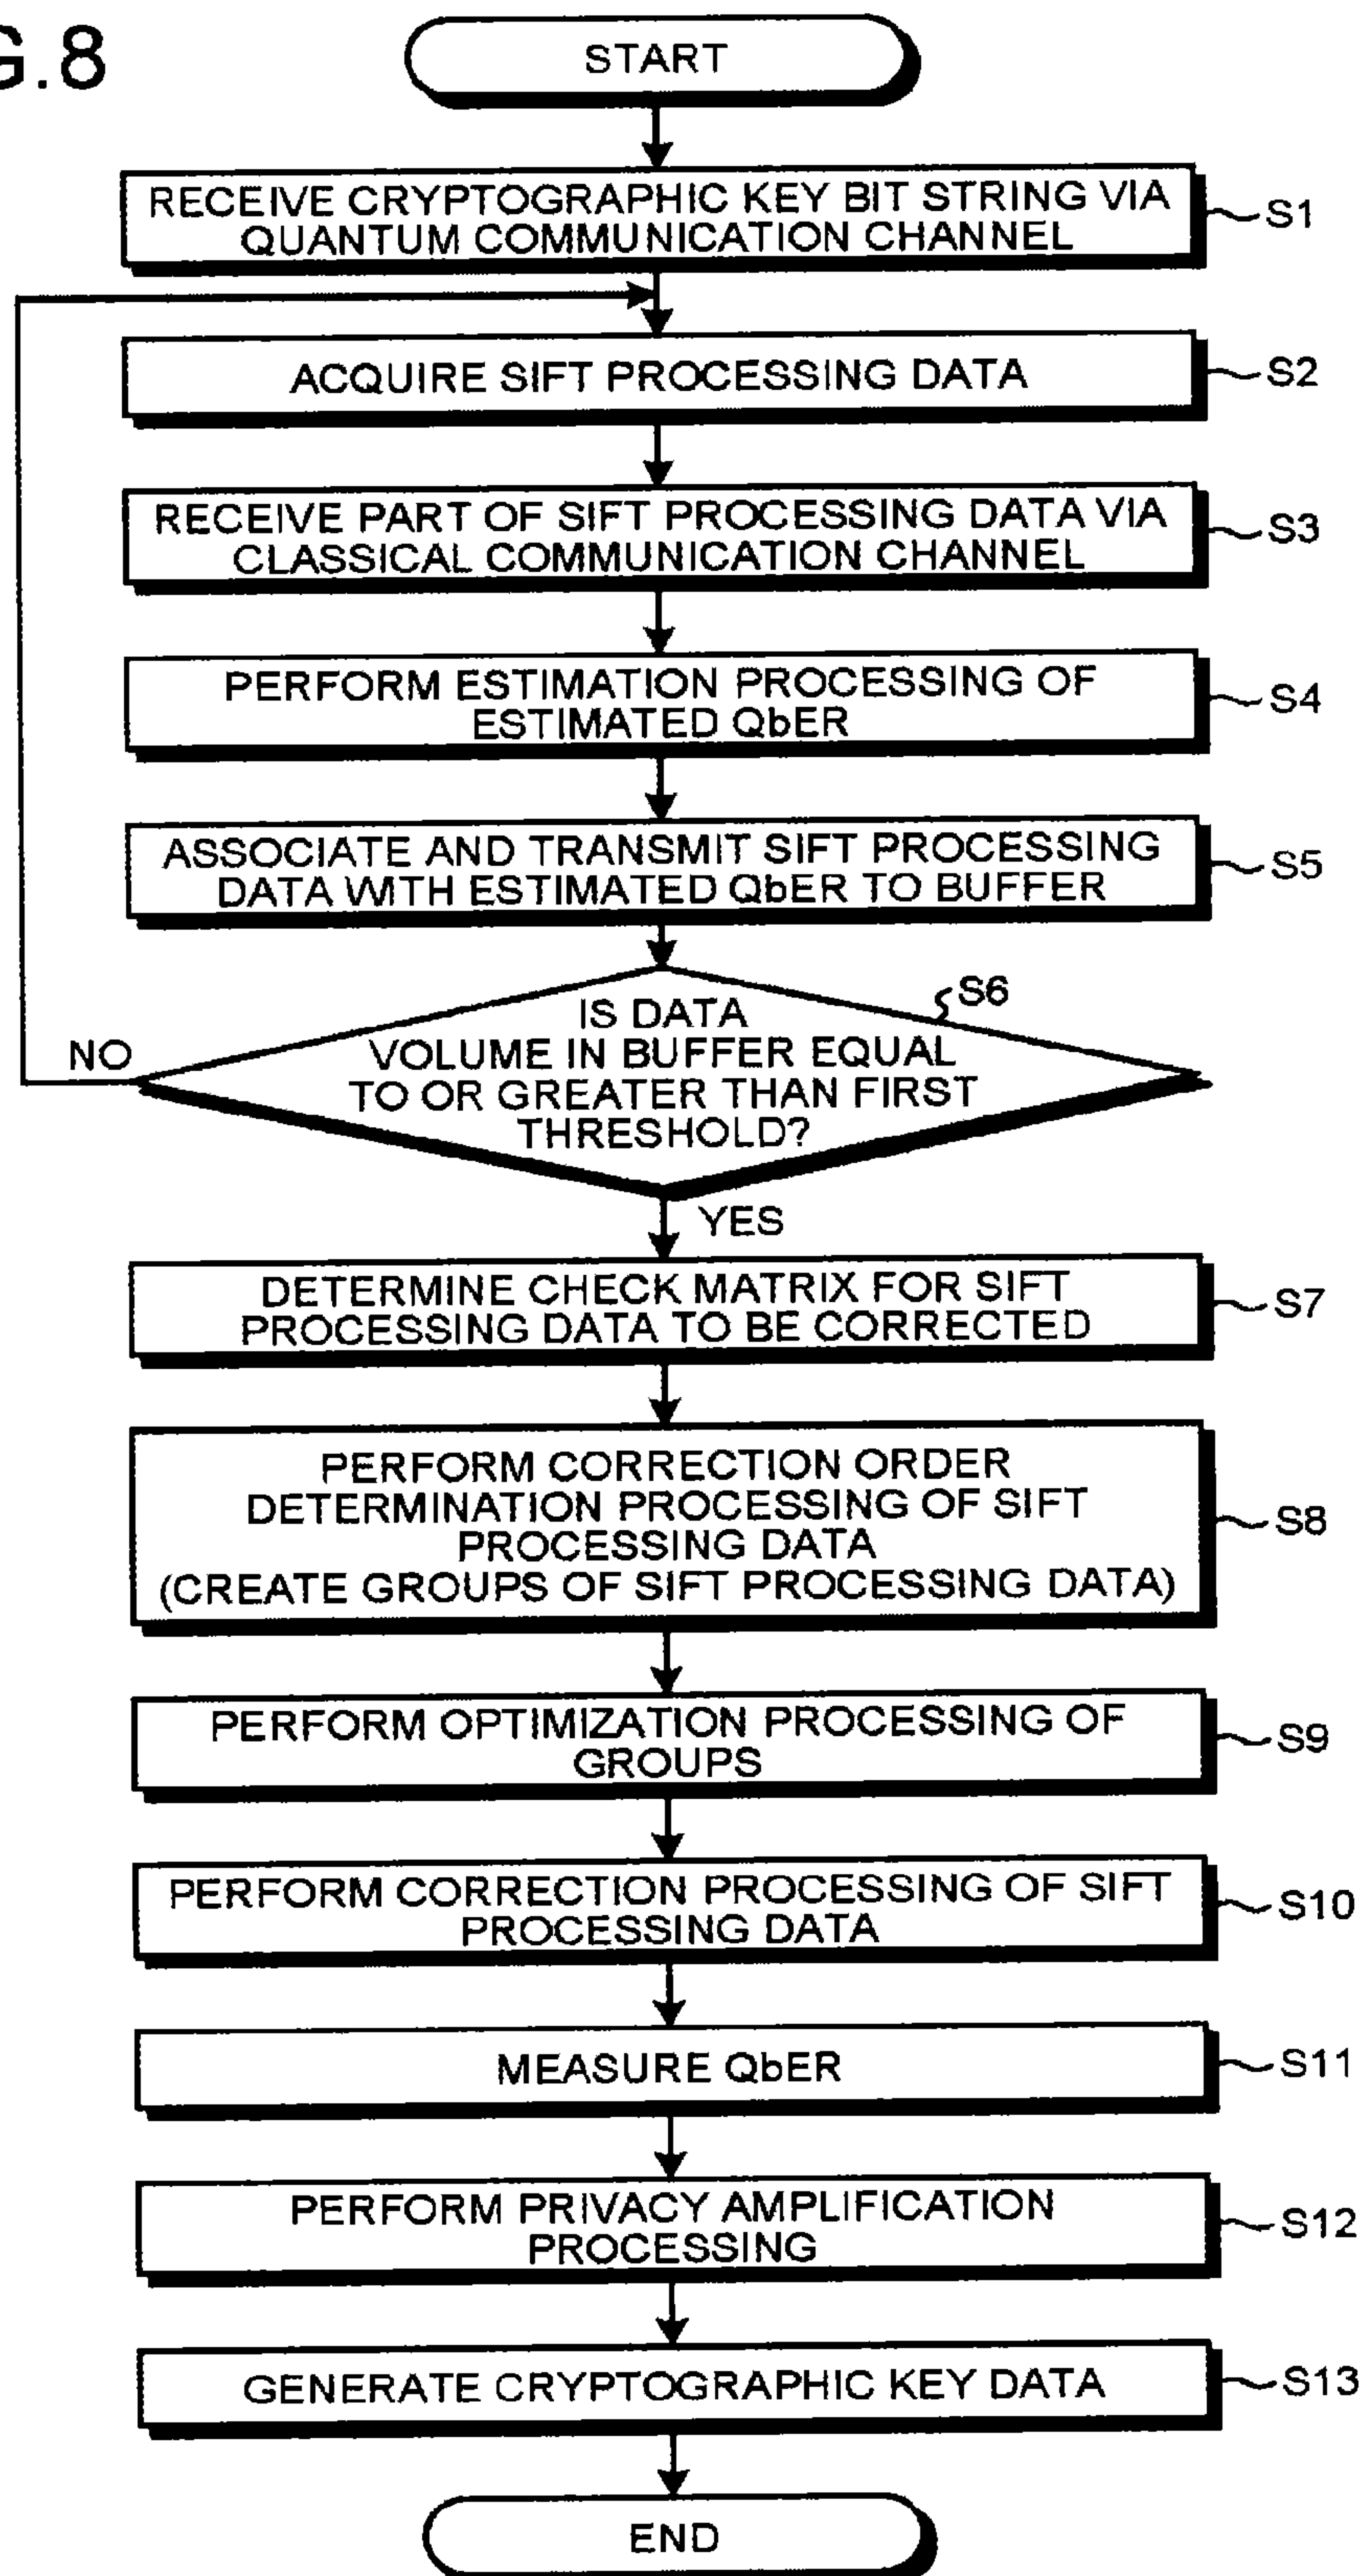 G.8
START
RECEIVE CRYPTOGRAPHIC KEY BIT STRING VIA
QUANTUM COMMUNICATION CHANNEL
S1
ACQUIRE SIFT PROCESSING DATA
S2
RECEIVE PART OF SIFT PROCESSING DATA VIA
CLASSICAL COMMUNICATION CHANNEL
S3
PERFORM ESTIMATION PROCESSING OF
ESTIMATED QbER
S4
ASSOCIATE AND TRANSMIT SIFT PROCESSING
DATA WITH ESTIMATED QbER TO BUFFER
S5
S6
IS DATA
VOLUME IN BUFFER EQUAL
TO OR GREATER THAN FIRST
THRESHOLD?
NO
YES
DETERMINE CHECK MATRIX FOR SIFT
PROCESSING DATA TO BE CORRECTED
S7
PERFORM CORRECTION ORDER
DETERMINATION PROCESSING OF SIFT
PROCESSING DATA
(CREATE GROUPS OF SIFT PROCESSING DATA)
S8
PERFORM OPTIMIZATION PROCESSING OF
GROUPS
S9
PERFORM CORRECTION PROCESSING OF SIFT
PROCESSING DATA
S10
MEASURE QbER
S11
PERFORM PRIVACY AMPLIFICATION
PROCESSING
S12
GENERATE CRYPTOGRAPHIC KEY DATA
S13
END